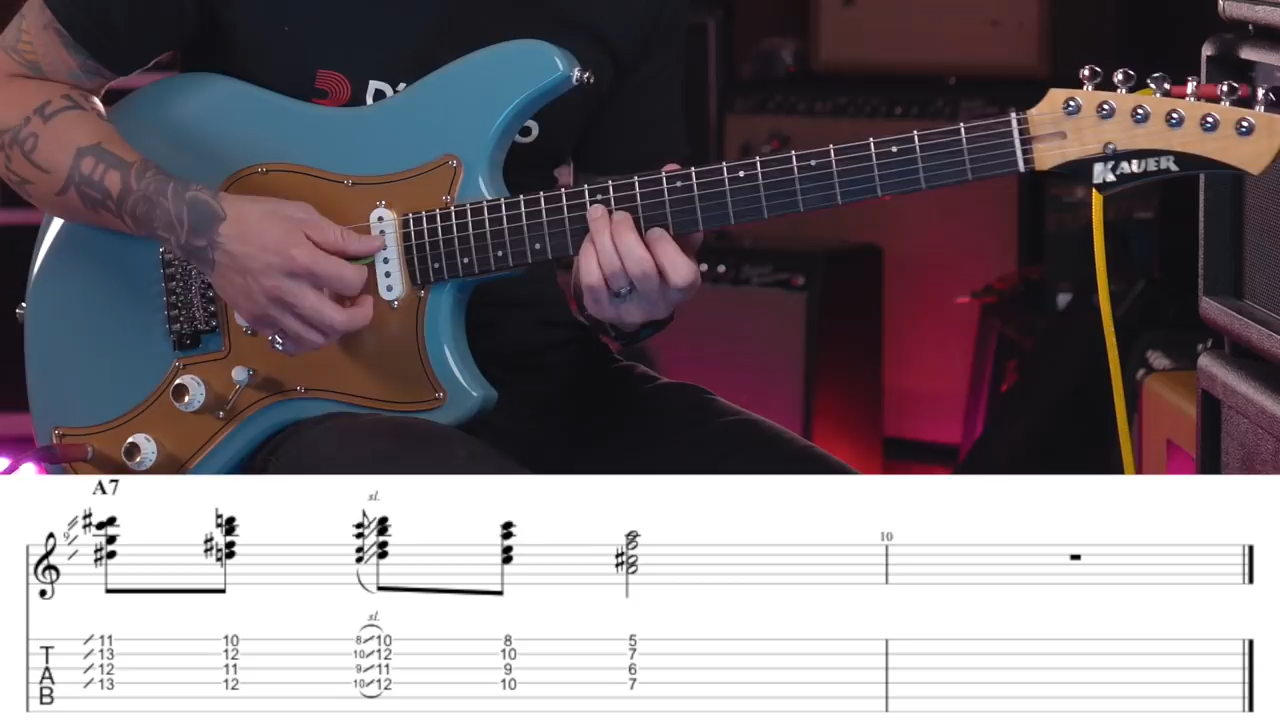 KAUER
A7
sl.
9
10
sl.
11 10 8 10 8 5
T 13 12 10 12 10 7
A 12 11 9 11 9 6
B 13 12 10 12 10 7